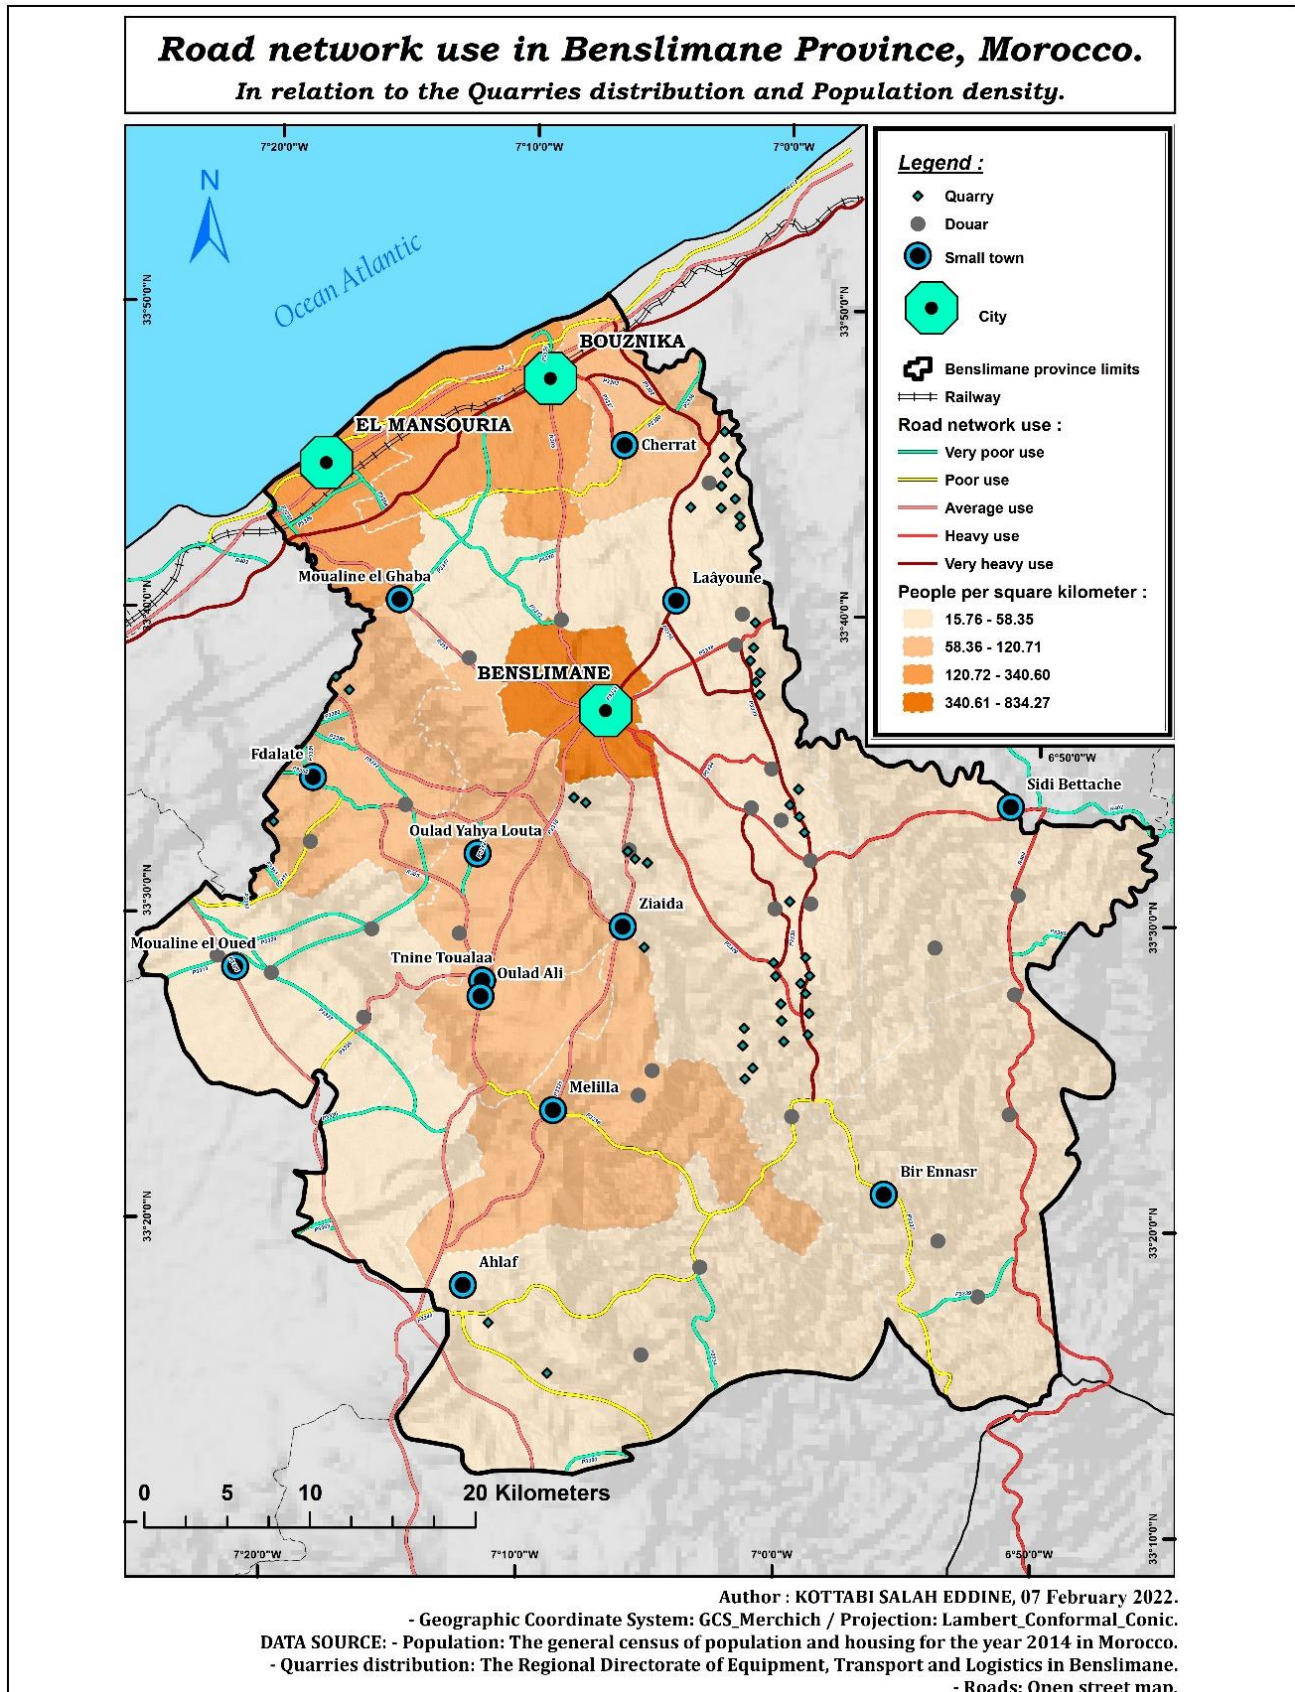 Road network use in Benslimane Province, Morocco.
In relation to the Quarries distribution and Population density.
7°20'0"W
7°10'0"W
7°0'0"W
N
Ocean Atlantic
33°50'0"N
33°50'0"N
Legend :
Quarry
Douar
Small town
City
Benslimane province limits
Railway
Road network use :
Very poor use
Poor use
Average use
Heavy use
Very heavy use
People per square kilometer :
15.76 - 58.35
58.36 - 120.71
120.72 - 340.60
340.61 - 834.27
BOUZNIKA
EL MANSOURIA
Cherrat
Moualine el Ghaba
Laâyoune
33°40'0"N
33°40'0"N
BENSLIMANE
6°50'0"W
Fdalate
Sidi Bettache
Oulad Yahya Louta
33°30'0"N
33°30'0"N
Ziaida
Moualine el Oued
Tnine Toualaa
Oulad Ali
Melilla
Bir Ennasr
33°20'0"N
33°20'0"N
Ahlaf
0 5 10 20 Kilometers
33°10'0"N
7°20'0"W
7°10'0"W
7°0'0"W
6°50'0"W
Author : KOTTABI SALAH EDDINE, 07 February 2022.
- Geographic Coordinate System: GCS_Merchich / Projection: Lambert_Conformal_Conic.
DATA SOURCE: - Population: The general census of population and housing for the year 2014 in Morocco.
- Quarries distribution: The Regional Directorate of Equipment, Transport and Logistics in Benslimane.
- Roads: Open street map.